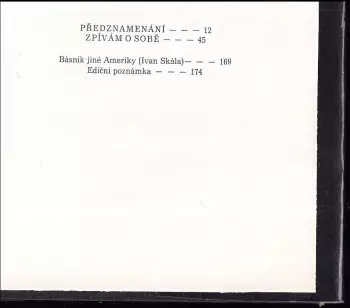 PŘEDZNAMENÁNÍ — — — 12
ZPÍVÁM O SOBĚ — — 45
Básník jiné Ameriky (Ivan Skála)— — — 169
Ediční poznámka — — — 174